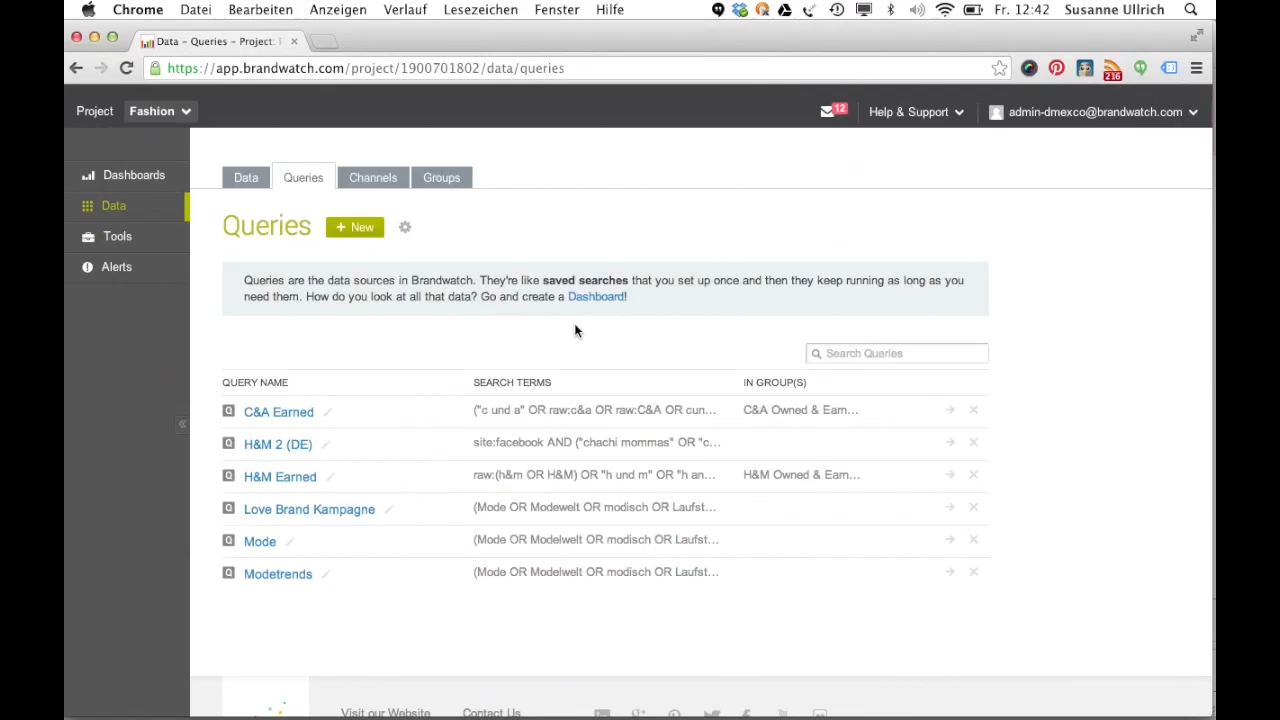 Chrome Datei Bearbeiten Anzeigen Verlauf Lesezeichen Fenster Hilfe Fr. 12:42 Susanne Ullrich
Data – Queries – Project:
https://app.brandwatch.com/project/1900701802/data/queries
216
Project Fashion 12 Help & Support admin-dmexco@brandwatch.com
Dashboards
Data
Tools
Alerts
Data Queries Channels Groups
Queries + New
Queries are the data sources in Brandwatch. They're like saved searches that you set up once and then they keep running as long as you
need them. How do you look at all that data? Go and create a Dashboard!
Search Queries
QUERY NAME SEARCH TERMS IN GROUP(S)
Q C&A Earned ("c und a" OR raw:c&a OR raw:C&A OR cun... C&A Owned & Earn...
Q H&M 2 (DE) site:facebook AND ("chachi mommas" OR "c...
Q H&M Earned raw:(h&m OR H&M) OR "h und m" OR "h an... H&M Owned & Earn...
Q Love Brand Kampagne (Mode OR Modewelt OR modisch OR Laufst...
Q Mode (Mode OR Modelwelt OR modisch OR Laufst...
Q Modetrends (Mode OR Modelwelt OR modisch OR Laufst...
Visit our Website Contact Us